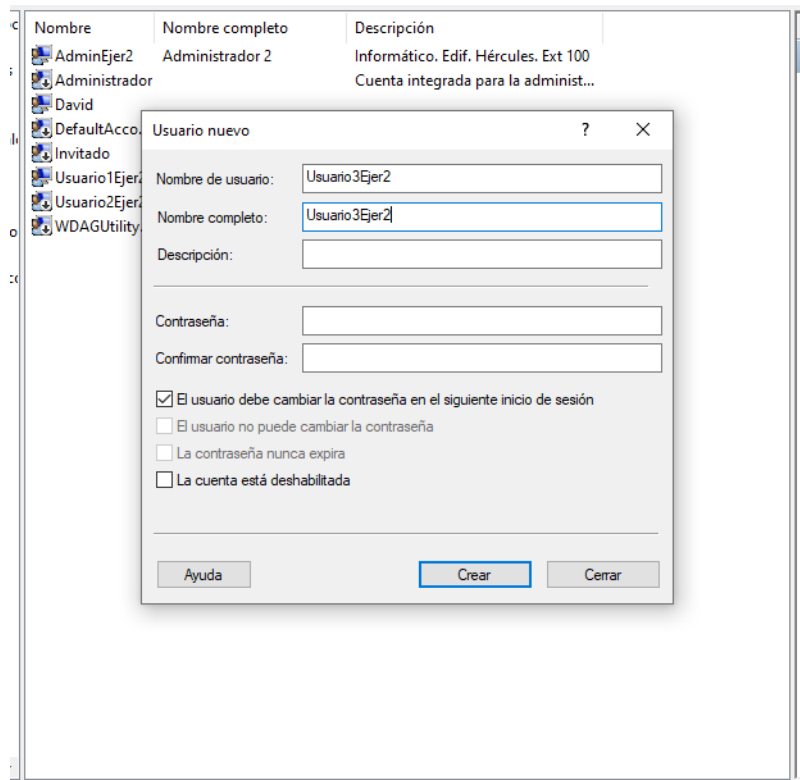 Nombre Nombre completo Descripción
AdminEjer2 Administrador 2 Informático. Edif. Hércules. Ext 100
Administrador Cuenta integrada para la administ...
David
DefaultAcco.
Invitado
Usuario1Ejer2
Usuario2Ejer2
WDAGUtility.
Usuario nuevo ? X
Nombre de usuario: Usuario3Ejer2
Nombre completo: Usuario3Ejer2
Descripción:
Contraseña:
Confirmar contraseña:
El usuario debe cambiar la contraseña en el siguiente inicio de sesión
El usuario no puede cambiar la contraseña
La contraseña nunca expira
La cuenta está deshabilitada
Ayuda Crear Cerrar